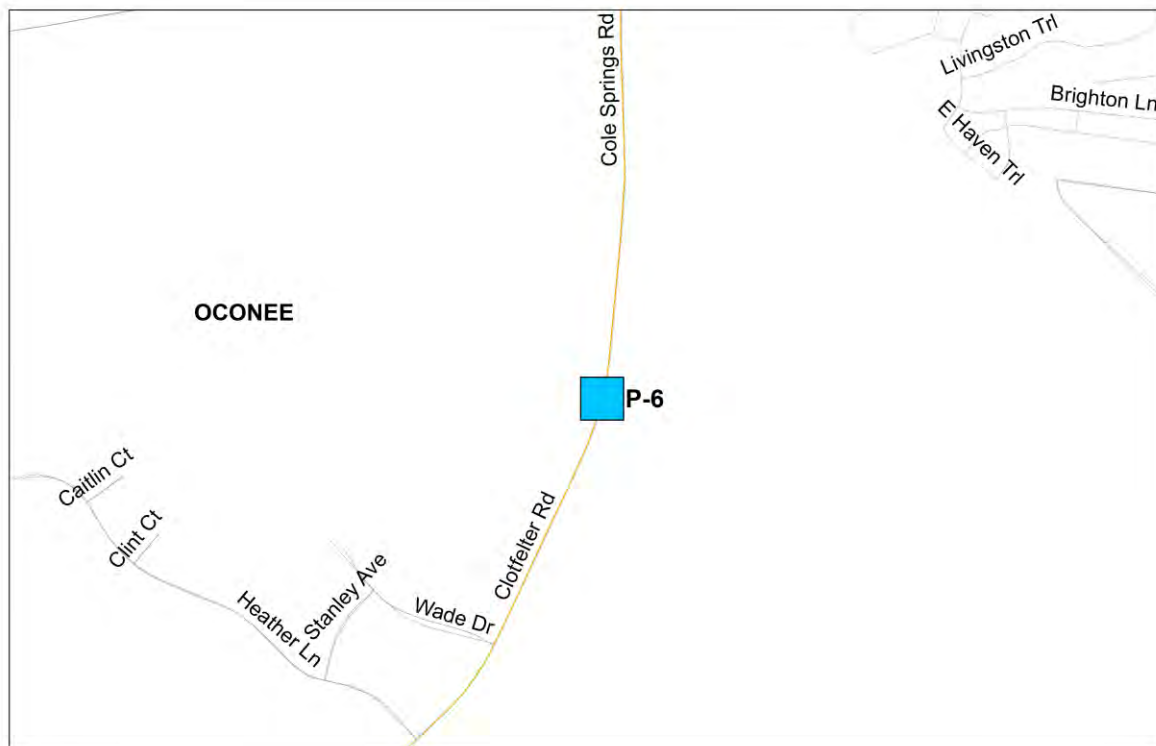 Cole Springs Rd
Livingston Trl
Brighton Ln
E Haven Trl
OCONEE
P-6
Caitlin Ct
Clint Ct
Clotfelter Rd
Stanley Ave
Wade Dr
Heather Ln